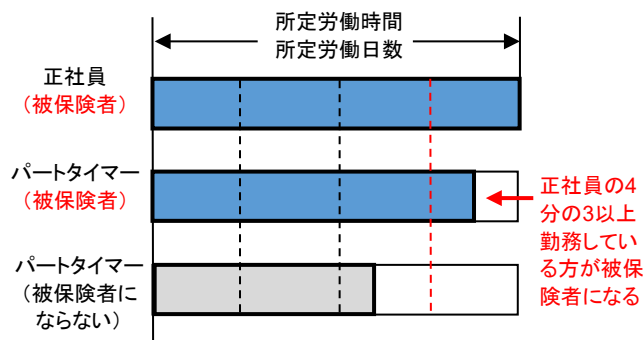 所定労働時間
所定労働日数
正社員
（被保険者）
パートタイマー
（被保険者）
正社員の4
分の3以上
勤務してい
る方が被保
険者になる
パートタイマー
（被保険者に
ならない）